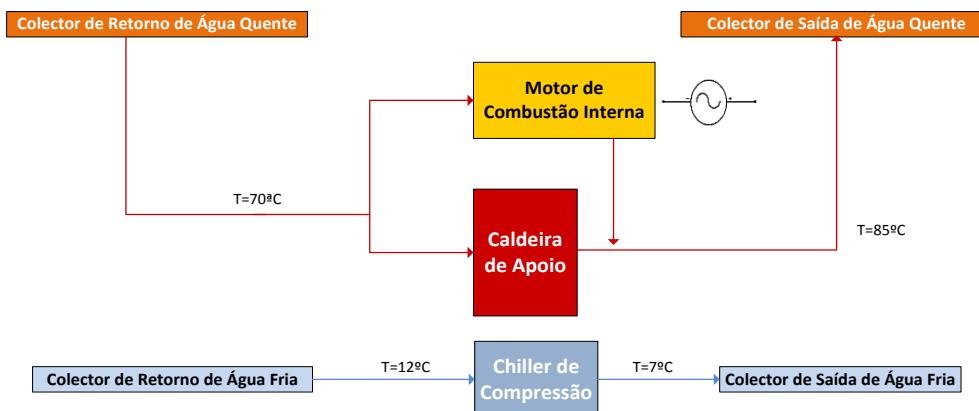 Colector de Retorno de Água Quente
Colector de Saída de Água Quente
Motor de
Combustão Interna
T=70ªC
Caldeira
de Apoio
T=85ºC
Colector de Retorno de Água Fria
T=12ºC
Chiller de
Compressão
T=7ºC
Colector de Saída de Água Fria